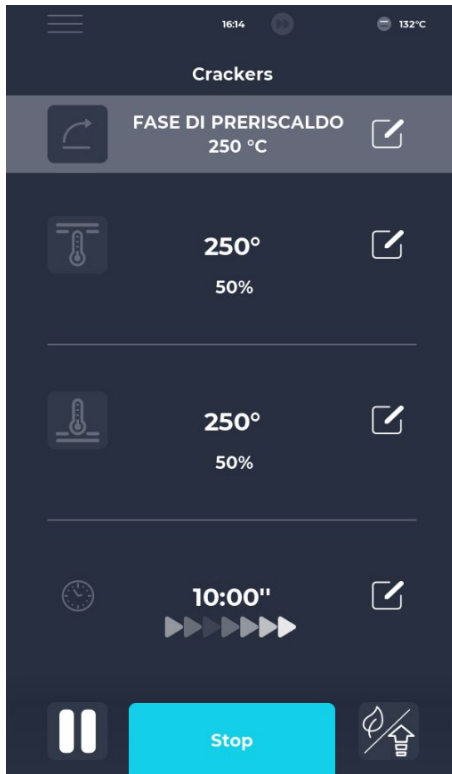 16:14
132°C
Crackers
FASE DI PRERISCALDO
250 °C
250°
50%
250°
50%
10:00"
Stop